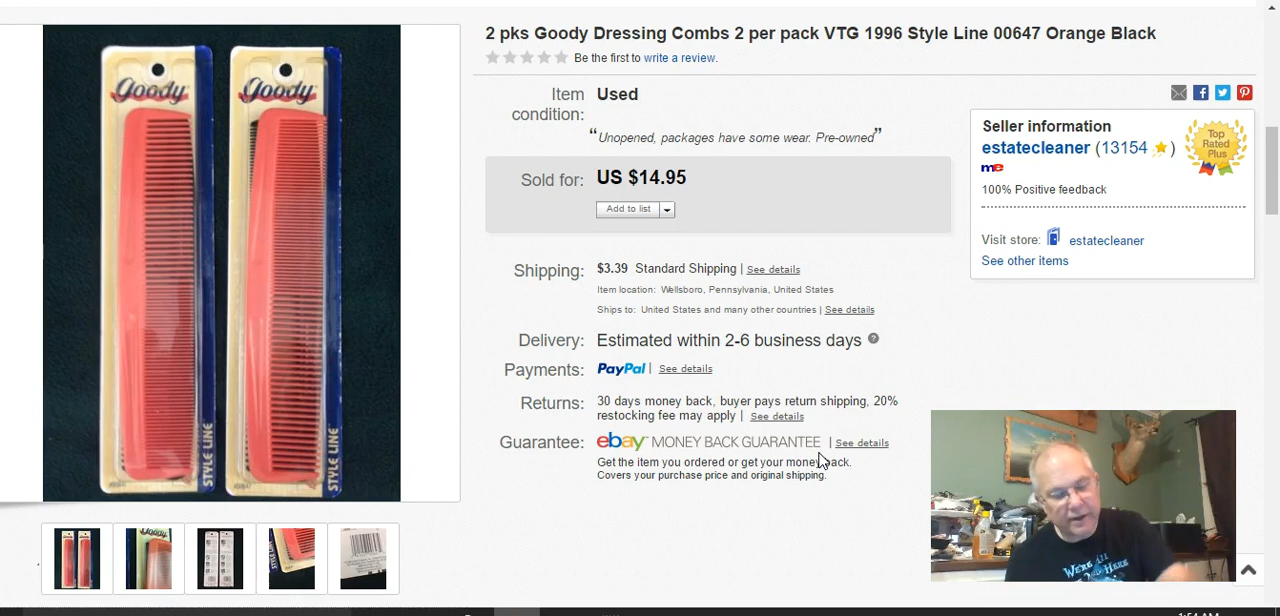 2 pks Goody Dressing Combs 2 per pack VTG 1996 Style Line 00647 Orange Black
Be the first to write a review.
Item condition: Used
“Unopened, packages have some wear. Pre-owned”
Sold for: US $14.95
Add to list
Shipping: $3.39 Standard Shipping | See details
Item location: Wellsboro, Pennsylvania, United States
Ships to: United States and many other countries | See details
Delivery: Estimated within 2-6 business days ?
Payments: PayPal | See details
Returns: 30 days money back, buyer pays return shipping, 20%
restocking fee may apply | See details
Guarantee: ebay MONEY BACK GUARANTEE | See details
Get the item you ordered or get your money back.
Covers your purchase price and original shipping.
Seller information
estatecleaner (13154 )
me
100% Positive feedback
Top
Rated
Plus
Visit store: estatecleaner
See other items
goody
goody
STYLE LINE
STYLE LINE
WE'RE All
Here